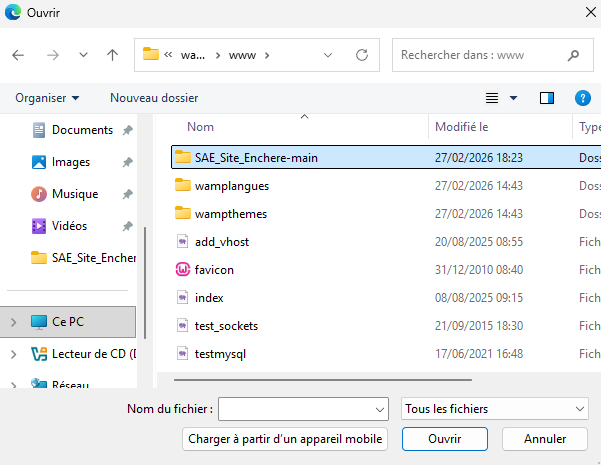 Ouvrir
wa... > www >
Rechercher dans : www
Organiser
Nouveau dossier
?
Documents
Images
Musique
Vidéos
SAE_Site_Encher
Ce PC
Lecteur de CD (D
Réseau
Nom Modifié le Type
SAE_Site_Enchere-main 27/02/2026 18:23 Doss
wamplangues 27/02/2026 14:43 Doss
wampthemes 27/02/2026 14:43 Doss
add_vhost 20/08/2025 08:55 Fich
favicon 31/12/2010 08:40 Fich
index 08/08/2025 09:15 Fich
test_sockets 21/09/2015 18:30 Fich
testmysql 17/06/2021 16:48 Fich
Nom du fichier :
Tous les fichiers
Charger à partir d’un appareil mobile
Ouvrir
Annuler